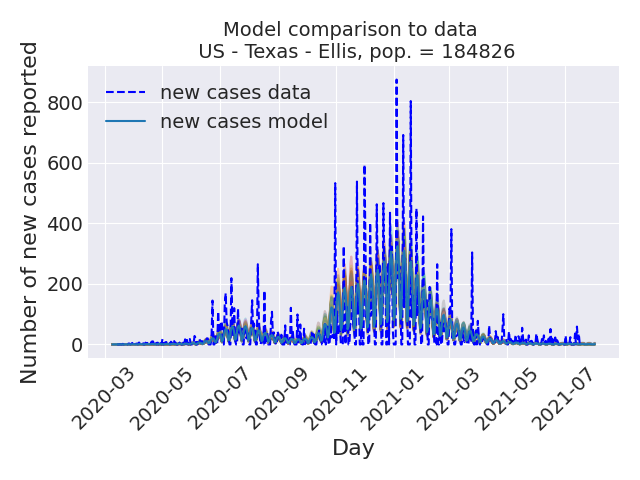 Model comparison to data
US - Texas - Ellis, pop. = 184826
Number of new cases reported
800
600
400
200
0
new cases data
new cases model
2020-03
2020-05
2020-07
2020-09
2020-11
2021-01
2021-03
2021-05
2021-07
Day